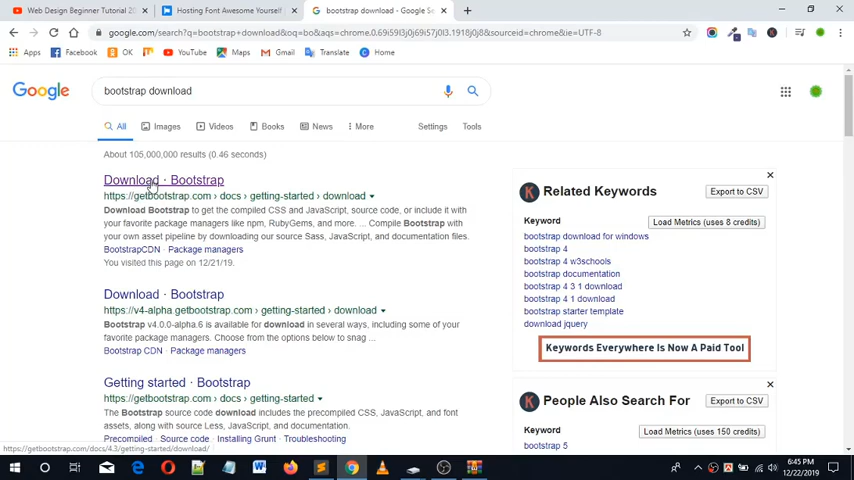 Web Design Beginner Tutorial 20
Hosting Font Awesome Yourself
bootstrap download - Google Se
google.com/search?q=bootstrap+download&oq=bo&aqs=chrome.0.69i59l3j69i57j0l3.1918j0j8&sourceid=chrome&ie=UTF-8
Apps
Facebook
OK
YouTube
Maps
Gmail
Translate
Home
Google
bootstrap download
All
Images
Videos
Books
News
More
Settings
Tools
About 105,000,000 results (0.46 seconds)
Download · Bootstrap
https://getbootstrap.com › docs › getting-started › download
Download Bootstrap to get the compiled CSS and JavaScript, source code, or include it with
your favorite package managers like npm, RubyGems, and more. ... Compile Bootstrap with
your own asset pipeline by downloading our source Sass, JavaScript, and documentation files.
BootstrapCDN · Package managers
You visited this page on 12/21/19.
Download · Bootstrap
https://v4-alpha.getbootstrap.com › getting-started › download
Bootstrap v4.0.0-alpha.6 is available for download in several ways, including some of your
favorite package managers. Choose from the options below to snag ...
Bootstrap CDN · Package managers
Getting started · Bootstrap
https://getbootstrap.com › docs › getting-started
The Bootstrap source code download includes the precompiled CSS, JavaScript, and font
assets, along with source Less, JavaScript, and documentation.
Precompiled · Source code · Installing Grunt · Troubleshooting
https://getbootstrap.com/docs/4.3/getting-started/download/
Related Keywords
Export to CSV
Keyword
Load Metrics (uses 8 credits)
bootstrap download for windows
bootstrap 4
bootstrap 4 w3schools
bootstrap documentation
bootstrap 4 3 1 download
bootstrap 4 1 download
bootstrap starter template
download jquery
Keywords Everywhere Is Now A Paid Tool
People Also Search For
Export to CSV
Keyword
Load Metrics (uses 150 credits)
bootstrap 5
6:45 PM
12/22/2019